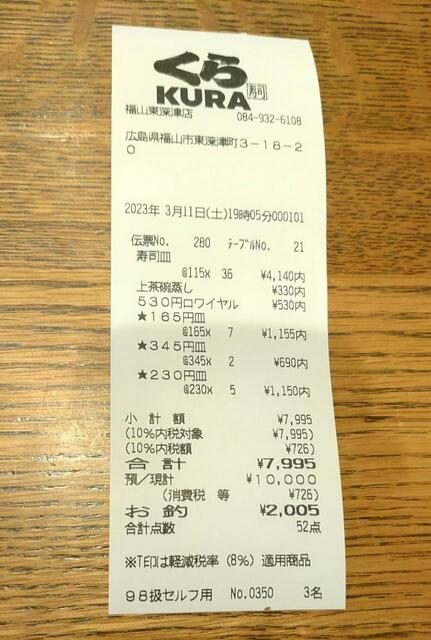 くら
KURA 寿司
福山東深津店 084-932-6108
広島県福山市東深津町3-18-2
0
2023年 3月11日(土)19時05分000101
伝票No. 280 テーブルNo. 21
寿司皿
@115x 36 ¥4,140内
上茶碗蒸し ¥330内
530円ロワイヤル ¥530内
★165円皿
@165x 7 ¥1,155内
★345円皿
@345x 2 ¥690内
★230円皿
@230x 5 ¥1,150内
小 計 額 ¥7,995
(10%内税対象 ¥7,995)
(10%内税額 ¥726)
合 計 ¥7,995
預/現計 ¥10,000
(消費税 等 ¥726)
お 釣 ¥2,005
合計点数 52点
※TE印は軽減税率(8%)適用商品
98扱セルフ用 No.0350 3名